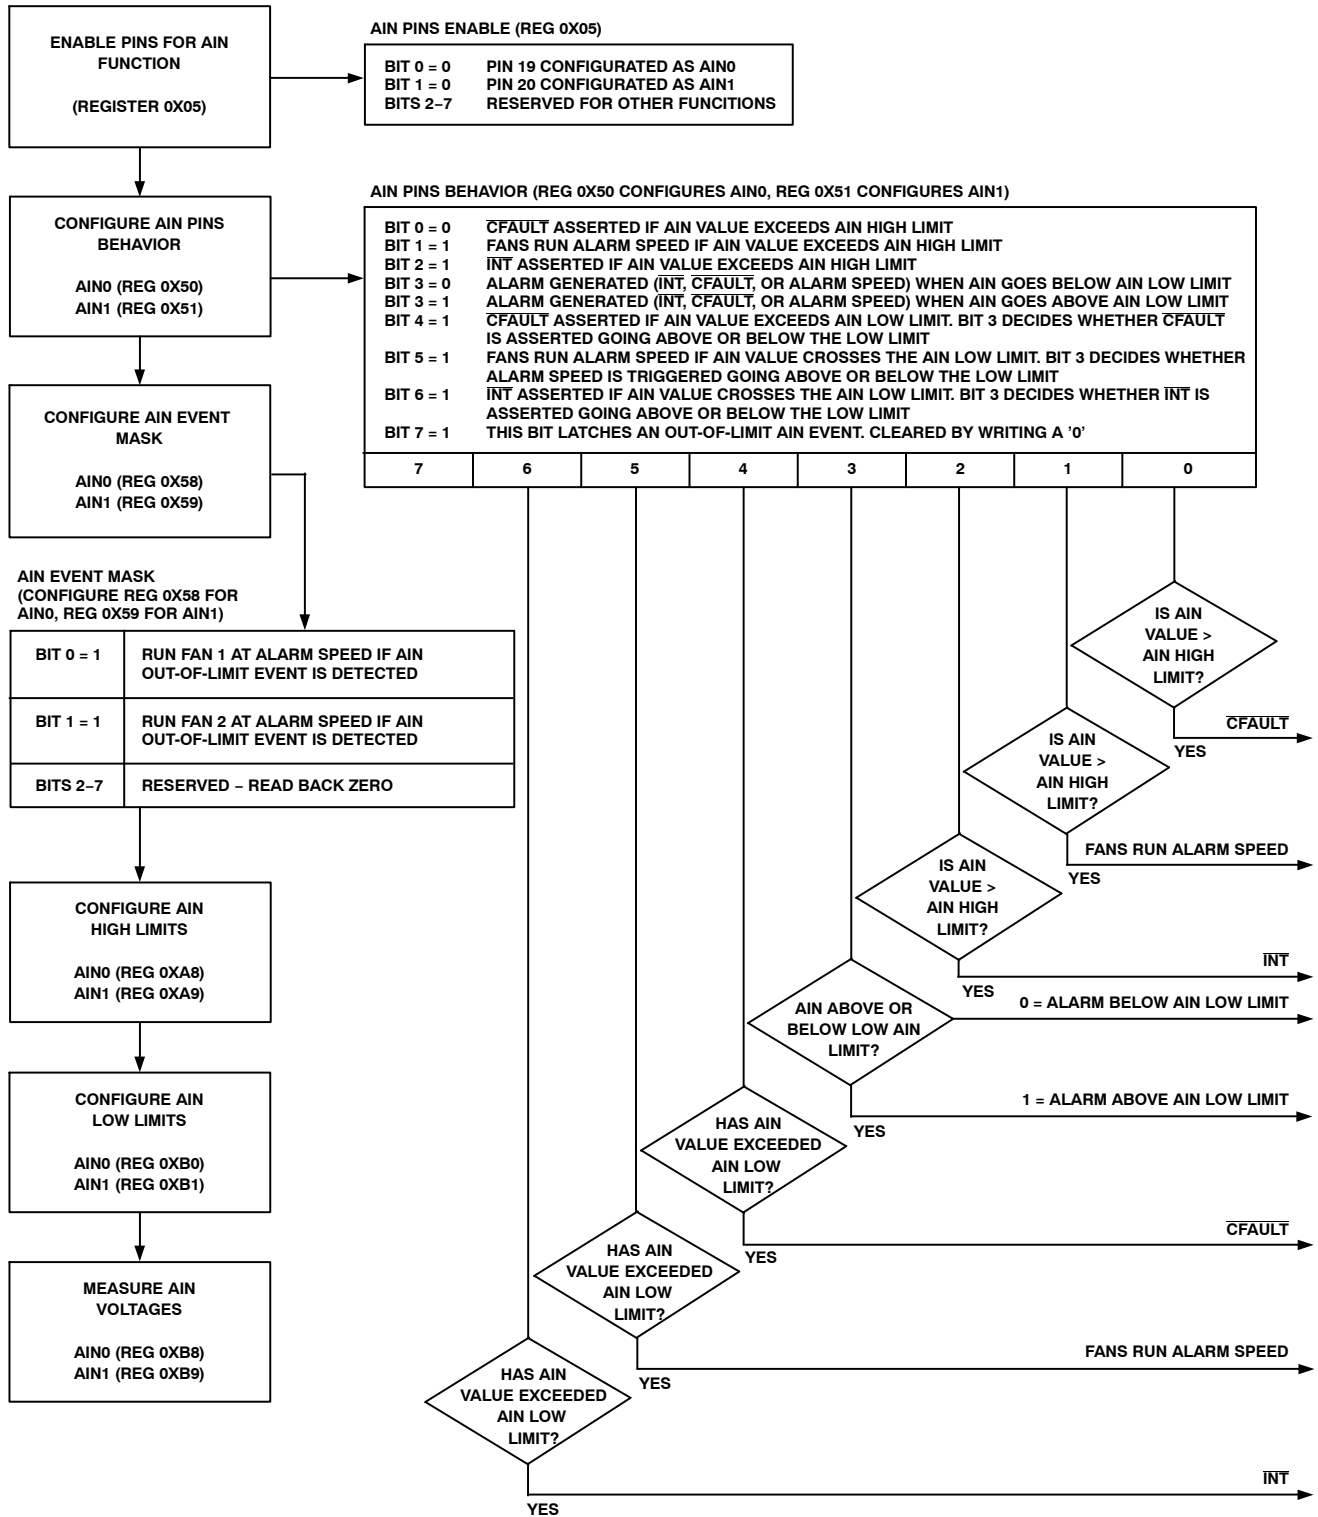 ENABLE PINS FOR AIN
FUNCTION
(REGISTER 0X05)
AIN PINS ENABLE (REG 0X05)
BIT 0 = 0 PIN 19 CONFIGURATED AS AIN0
BIT 1 = 0 PIN 20 CONFIGURATED AS AIN1
BITS 2–7 RESERVED FOR OTHER FUNCITIONS
CONFIGURE AIN PINS
BEHAVIOR
AIN0 (REG 0X50)
AIN1 (REG 0X51)
AIN PINS BEHAVIOR (REG 0X50 CONFIGURES AIN0, REG 0X51 CONFIGURES AIN1)
BIT 0 = 0 CFAULT ASSERTED IF AIN VALUE EXCEEDS AIN HIGH LIMIT
BIT 1 = 1 FANS RUN ALARM SPEED IF AIN VALUE EXCEEDS AIN HIGH LIMIT
BIT 2 = 1 INT ASSERTED IF AIN VALUE EXCEEDS AIN HIGH LIMIT
BIT 3 = 0 ALARM GENERATED (INT, CFAULT, OR ALARM SPEED) WHEN AIN GOES BELOW AIN LOW LIMIT
BIT 3 = 1 ALARM GENERATED (INT, CFAULT, OR ALARM SPEED) WHEN AIN GOES ABOVE AIN LOW LIMIT
BIT 4 = 1 CFAULT ASSERTED IF AIN VALUE EXCEEDS AIN LOW LIMIT. BIT 3 DECIDES WHETHER CFAULT
IS ASSERTED GOING ABOVE OR BELOW THE LOW LIMIT
BIT 5 = 1 FANS RUN ALARM SPEED IF AIN VALUE CROSSES THE AIN LOW LIMIT. BIT 3 DECIDES WHETHER
ALARM SPEED IS TRIGGERED GOING ABOVE OR BELOW THE LOW LIMIT
BIT 6 = 1 INT ASSERTED IF AIN VALUE CROSSES THE AIN LOW LIMIT. BIT 3 DECIDES WHETHER INT IS
ASSERTED GOING ABOVE OR BELOW THE LOW LIMIT
BIT 7 = 1 THIS BIT LATCHES AN OUT-OF-LIMIT AIN EVENT. CLEARED BY WRITING A ’0’
7 6 5 4 3 2 1 0
CONFIGURE AIN EVENT
MASK
AIN0 (REG 0X58)
AIN1 (REG 0X59)
AIN EVENT MASK
(CONFIGURE REG 0X58 FOR
AIN0, REG 0X59 FOR AIN1)
BIT 0 = 1 RUN FAN 1 AT ALARM SPEED IF AIN
OUT-OF-LIMIT EVENT IS DETECTED
BIT 1 = 1 RUN FAN 2 AT ALARM SPEED IF AIN
OUT-OF-LIMIT EVENT IS DETECTED
BITS 2–7 RESERVED – READ BACK ZERO
CONFIGURE AIN
HIGH LIMITS
AIN0 (REG 0XA8)
AIN1 (REG 0XA9)
CONFIGURE AIN
LOW LIMITS
AIN0 (REG 0XB0)
AIN1 (REG 0XB1)
MEASURE AIN
VOLTAGES
AIN0 (REG 0XB8)
AIN1 (REG 0XB9)
IS AIN
VALUE >
AIN HIGH
LIMIT?
CFAULT
YES
IS AIN
VALUE >
AIN HIGH
LIMIT?
FANS RUN ALARM SPEED
YES
IS AIN
VALUE >
AIN HIGH
LIMIT?
INT
YES
AIN ABOVE OR
BELOW LOW AIN
LIMIT?
0 = ALARM BELOW AIN LOW LIMIT
1 = ALARM ABOVE AIN LOW LIMIT
YES
HAS AIN
VALUE EXCEEDED
AIN LOW
LIMIT?
CFAULT
YES
HAS AIN
VALUE EXCEEDED
AIN LOW
LIMIT?
FANS RUN ALARM SPEED
YES
HAS AIN
VALUE EXCEEDED
AIN LOW
LIMIT?
INT
YES